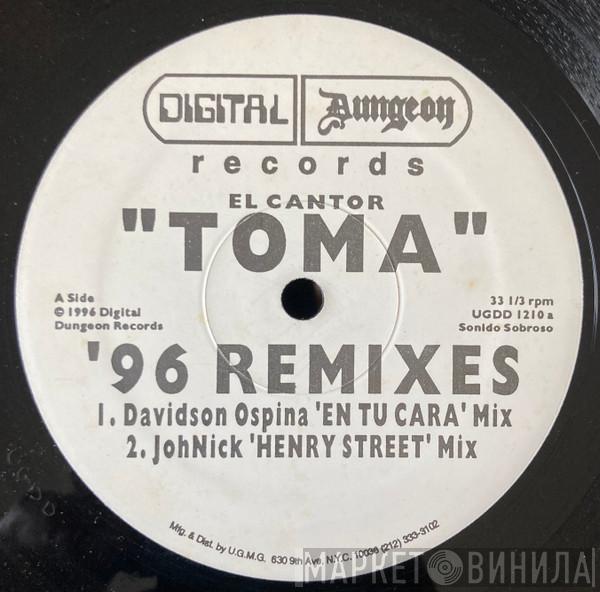 DIGITAL Dungeon
records
EL CANTOR
"TOMA"
A Side
© 1996 Digital
Dungeon Records
33 1/3 rpm
UGDD 1210 a
Sonido Sobroso
'96 REMIXES
1. Davidson Ospina 'EN TU CARA' Mix
2. JohNick 'HENRY STREET' Mix
Mfg. & Dist. by U.G.M.G. 630 9th Ave, N.Y.C. 10036 (212) 333-3102
UGDD
МАРКЕТ ВИНИЛА